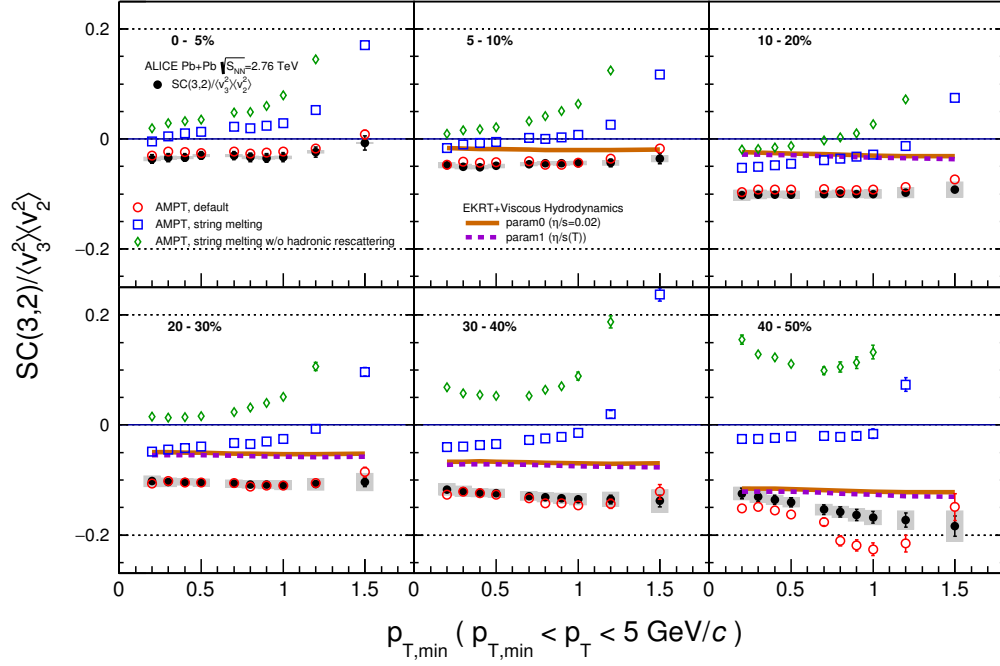 SC(3,2)/⟨v₃²⟩⟨v₂²⟩
0.2
0
−0.2
0 - 5%
ALICE Pb+Pb √S_NN=2.76 TeV
SC(3,2)/⟨v₃²⟩⟨v₂²⟩
AMPT, default
AMPT, string melting
AMPT, string melting w/o hadronic rescattering
5 - 10%
EKRT+Viscous Hydrodynamics
param0 (η/s=0.02)
param1 (η/s(T))
10 - 20%
0.2
0
−0.2
20 - 30%
30 - 40%
40 - 50%
0 0.5 1 1.5 0 0.5 1 1.5 0 0.5 1 1.5
p_T,min ( p_T,min < p_T < 5 GeV/c )